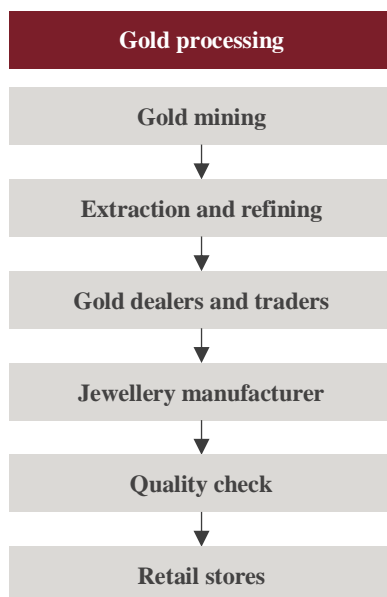 Gold processing
Gold mining
Extraction and refining
Gold dealers and traders
Jewellery manufacturer
Quality check
Retail stores